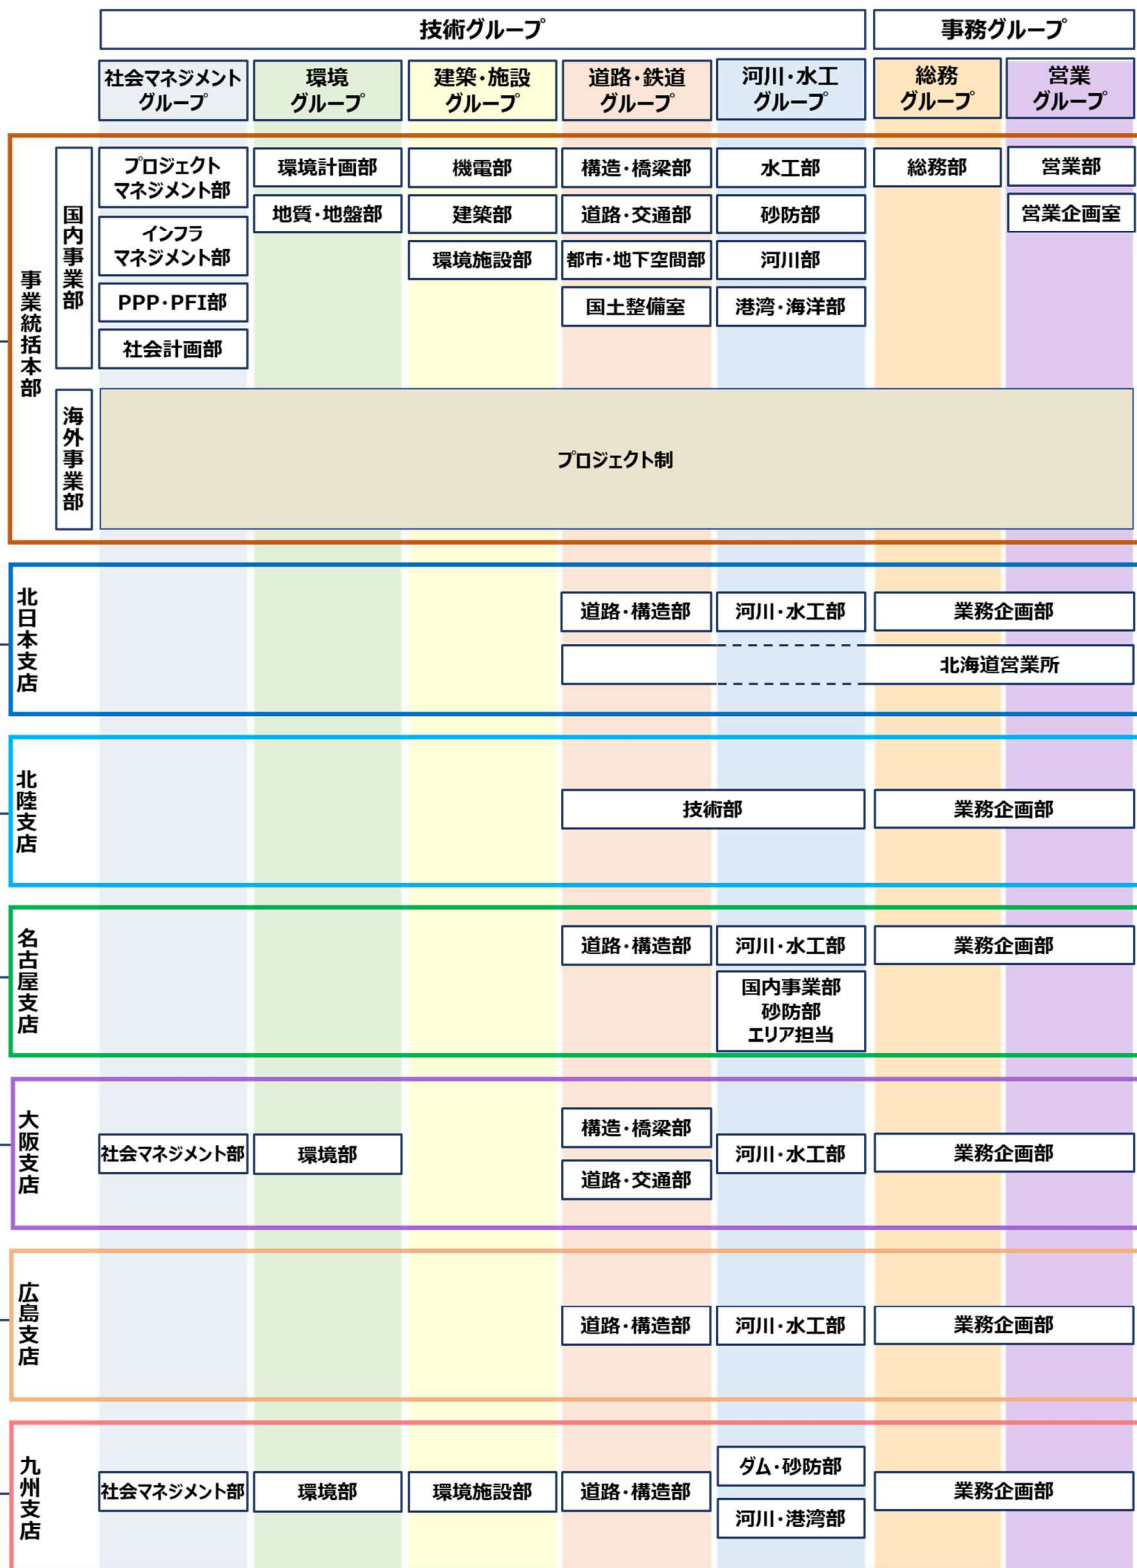 技術グループ
事務グループ
社会マネジメント
グループ
環境
グループ
建築・施設
グループ
道路・鉄道
グループ
河川・水工
グループ
総務
グループ
営業
グループ
事業統括本部
国内事業部
プロジェクト
マネジメント部
インフラ
マネジメント部
PPP・PFI部
社会計画部
環境計画部
地質・地盤部
機電部
建築部
環境施設部
構造・橋梁部
道路・交通部
都市・地下空間部
国土整備室
水工部
砂防部
河川部
港湾・海洋部
総務部
営業部
営業企画室
海外事業部
プロジェクト制
北日本支店
道路・構造部
河川・水工部
業務企画部
北海道営業所
北陸支店
技術部
業務企画部
名古屋支店
道路・構造部
河川・水工部
国内事業部
砂防部
エリア担当
業務企画部
大阪支店
社会マネジメント部
環境部
構造・橋梁部
道路・交通部
河川・水工部
業務企画部
広島支店
道路・構造部
河川・水工部
業務企画部
九州支店
社会マネジメント部
環境部
環境施設部
道路・構造部
ダム・砂防部
河川・港湾部
業務企画部